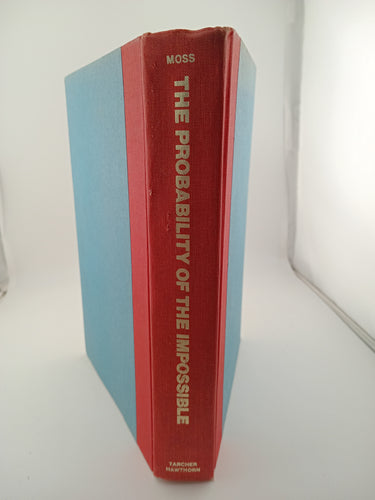 MOSS
THE PROBABILITY OF THE IMPOSSIBLE
TARCHER
HAWTHORN